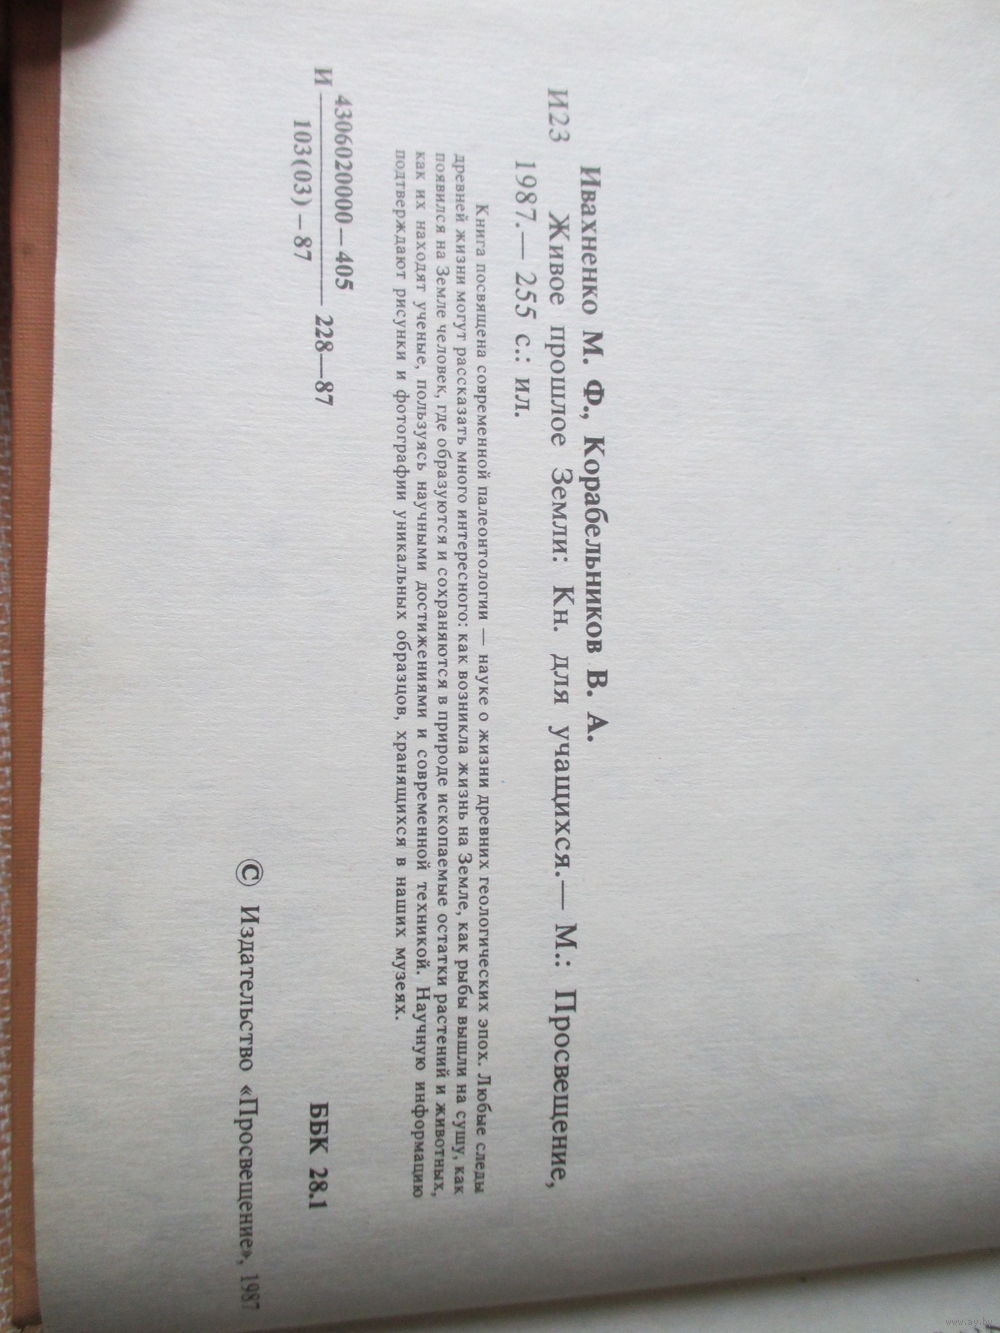 Ивахненко М. Ф., Корабельников В. А.
И23 Живое прошлое Земли: Кн. для учащихся.— М.: Просвещение,
1987.— 255 с.: ил.
Книга посвящена современной палеонтологии — науке о жизни древних геологических эпох. Любые следы
древней жизни могут рассказать много интересного: как возникла жизнь на Земле, как рыбы вышли на сушу, как
появился на Земле человек, где образуются и сохраняются в природе ископаемые остатки растений и животных,
как их находят ученые, пользуясь научными достижениями и современной техникой. Научную информацию
подтверждают рисунки и фотографии уникальных образцов, хранящихся в наших музеях.
4306020000—405
И 228—87
103(03)—87
ББК 28.1
© Издательство «Просвещение», 1987
www.ay.by